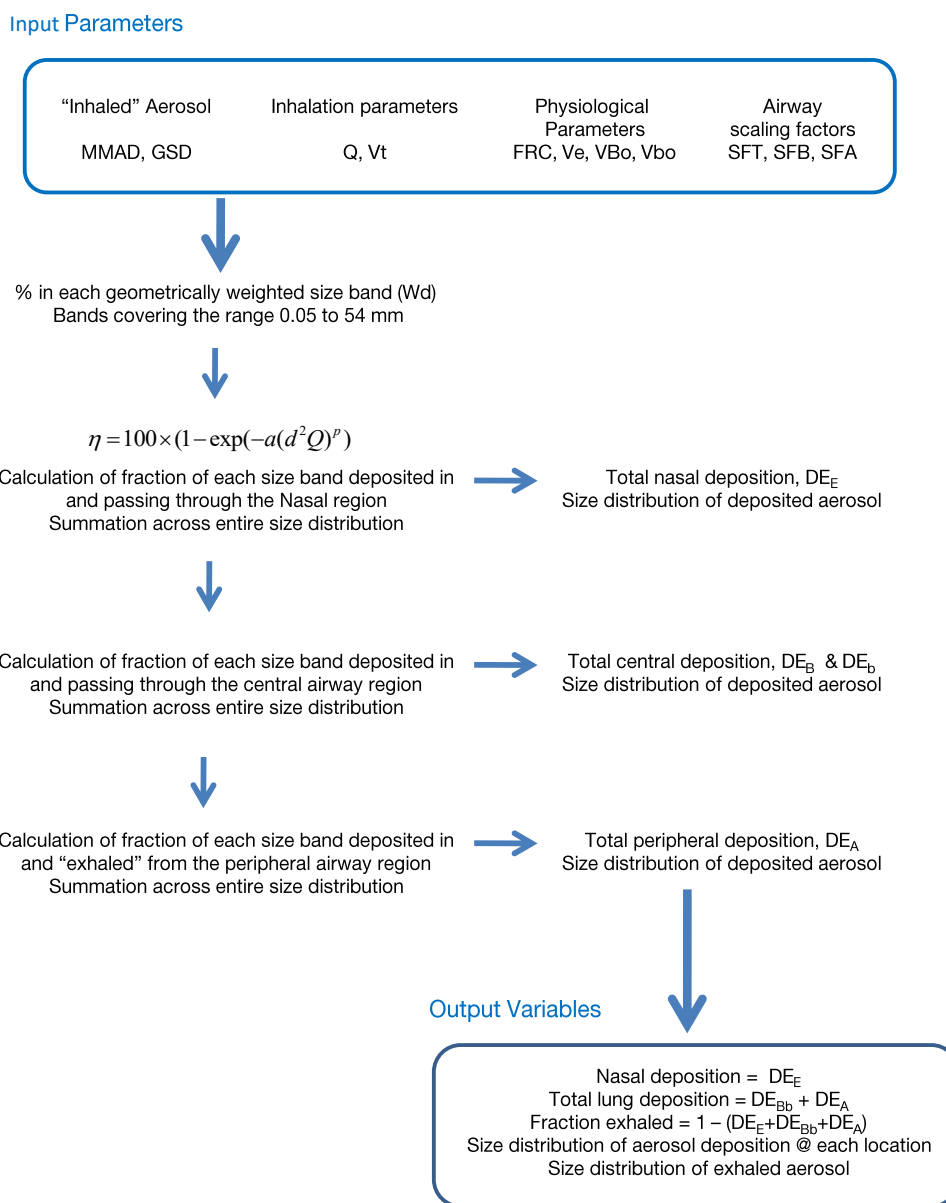 Input Parameters
“Inhaled” Aerosol
MMAD, GSD
Inhalation parameters
Q, Vt
Physiological
Parameters
FRC, Ve, VBo, Vbo
Airway
scaling factors
SFT, SFB, SFA
% in each geometrically weighted size band (Wd)
Bands covering the range 0.05 to 54 mm
η = 100 × (1 − exp(−a(d²Q)ᵖ)
Calculation of fraction of each size band deposited in
and passing through the Nasal region
Summation across entire size distribution
Total nasal deposition, DE_E
Size distribution of deposited aerosol
Calculation of fraction of each size band deposited in
and passing through the central airway region
Summation across entire size distribution
Total central deposition, DE_B & DE_b
Size distribution of deposited aerosol
Calculation of fraction of each size band deposited in
and “exhaled” from the peripheral airway region
Summation across entire size distribution
Total peripheral deposition, DE_A
Size distribution of deposited aerosol
Output Variables
Nasal deposition = DE_E
Total lung deposition = DE_Bb + DE_A
Fraction exhaled = 1 – (DE_E+DE_Bb+DE_A)
Size distribution of aerosol deposition @ each location
Size distribution of exhaled aerosol